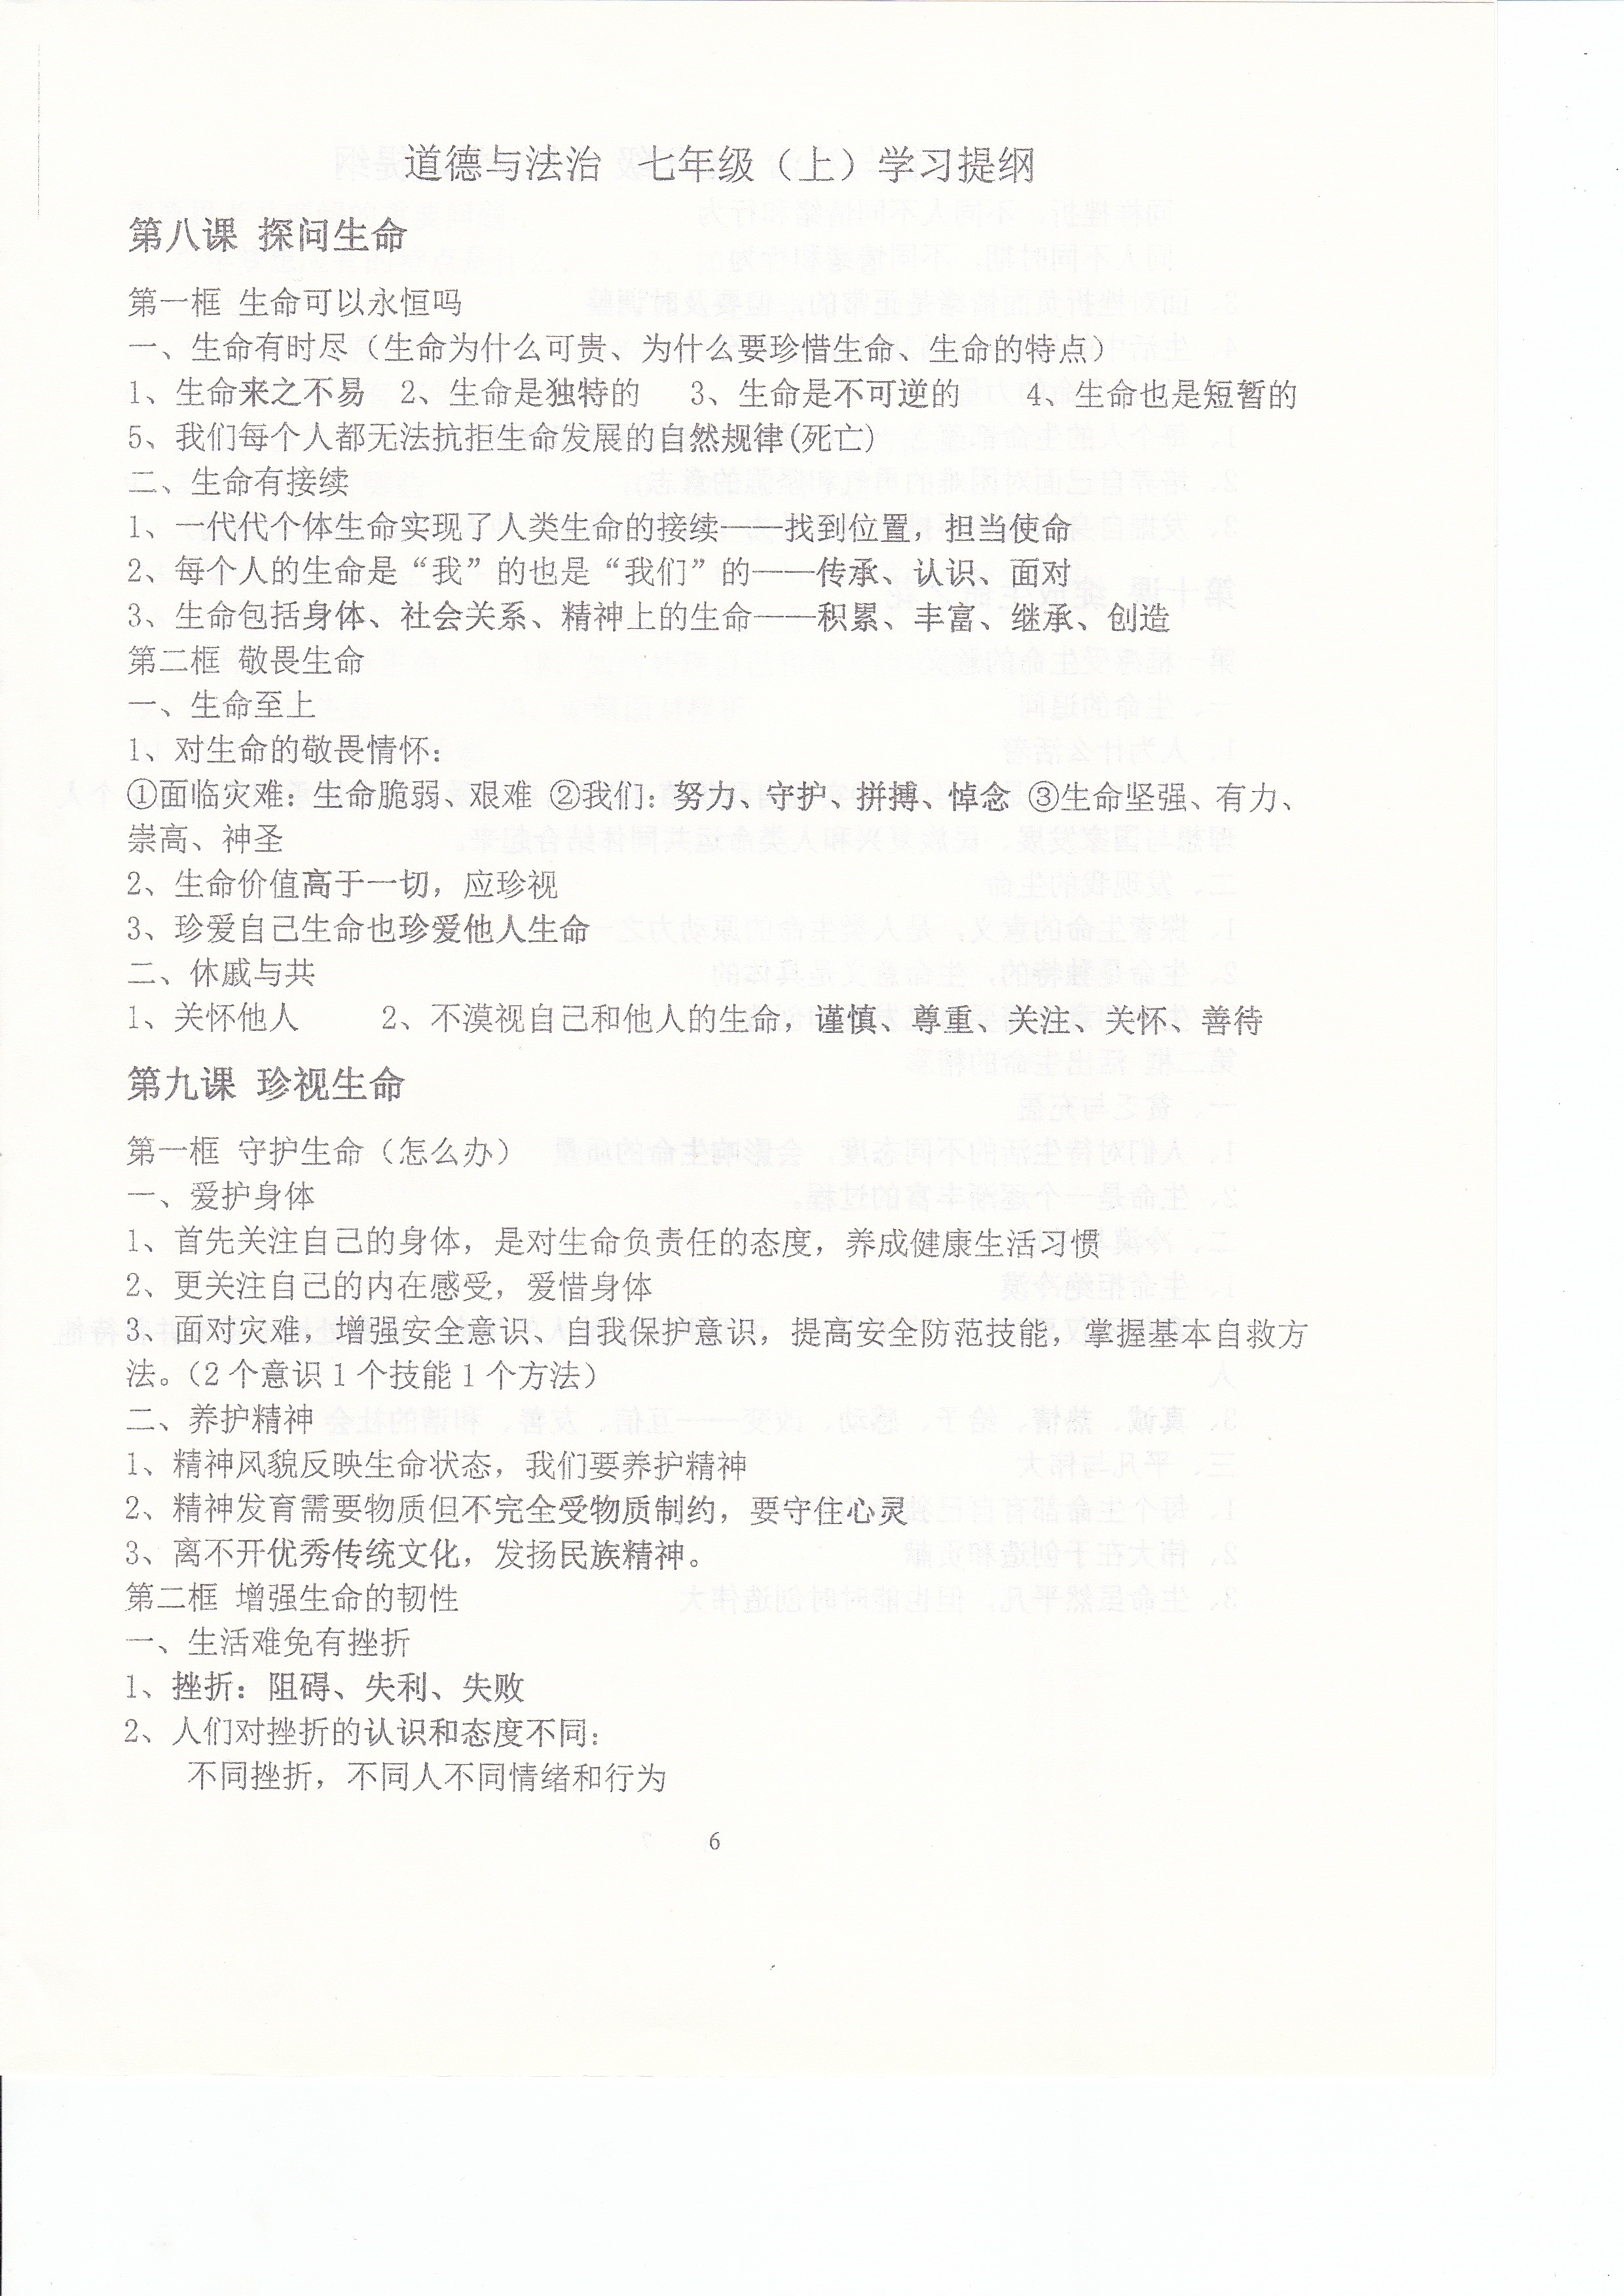 道德与法治 七年级（上）学习提纲
第八课 探问生命
第一框 生命可以永恒吗
一、生命有时尽（生命为什么可贵、为什么要珍惜生命、生命的特点）
1、生命来之不易 2、生命是独特的 3、生命是不可逆的 4、生命也是短暂的
5、我们每个人都无法抗拒生命发展的自然规律(死亡)
二、生命有接续
1、一代代个体生命实现了人类生命的接续——找到位置，担当使命
2、每个人的生命是“我”的也是“我们”的——传承、认识、面对
3、生命包括身体、社会关系、精神上的生命——积累、丰富、继承、创造
第二框 敬畏生命
一、生命至上
1、对生命的敬畏情怀：
①面临灾难：生命脆弱、艰难 ②我们：努力、守护、拼搏、悼念 ③生命坚强、有力、
崇高、神圣
2、生命价值高于一切，应珍视
3、珍爱自己生命也珍爱他人生命
二、休戚与共
1、关怀他人 2、不漠视自己和他人的生命，谨慎、尊重、关注、关怀、善待
第九课 珍视生命
第一框 守护生命（怎么办）
一、爱护身体
1、首先关注自己的身体，是对生命负责任的态度，养成健康生活习惯
2、更关注自己的内在感受，爱惜身体
3、面对灾难，增强安全意识、自我保护意识，提高安全防范技能，掌握基本自救方
法。（2个意识1个技能1个方法）
二、养护精神
1、精神风貌反映生命状态，我们要养护精神
2、精神发育需要物质但不完全受物质制约，要守住心灵
3、离不开优秀传统文化，发扬民族精神。
第二框 增强生命的韧性
一、生活难免有挫折
1、挫折：阻碍、失利、失败
2、人们对挫折的认识和态度不同：
不同挫折，不同人不同情绪和行为
6